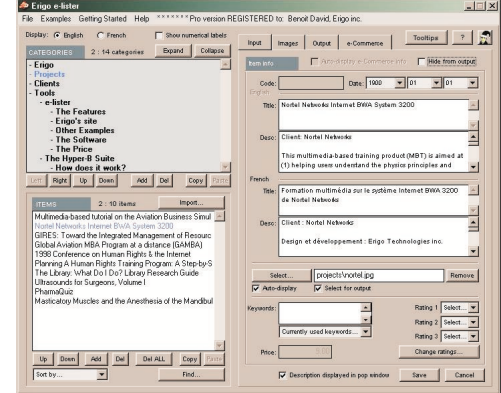 Erigo e-lister
File Examples Getting Started Help *******Pro version REGISTERED to: Benoit David, Erigo inc.
Display: English French Show numerical labels
CATEGORIES 2 : 14 categories Expand Collapse
- Erigo
- Projects
- Clients
- Tools
- e-lister
- The Features
- Erigo's site
- Other Examples
- The Software
- The Price
- The Hyper-B Suite
- How does it work?
Left Right Up Down Add Del Copy Paste
ITEMS 2 : 10 items Import...
Multimedia-based tutorial on the Aviation Business Simul
Nortel Networks Internet BWA System 3200
GIRES: Toward the Integrated Management of Resourc
Global Aviation MBA Program at a distance (GAMBA)
1998 Conference on Human Rights & the Internet
Planning A Human Rights Training Program: A Step-by-S
The Library: What Do I Do? Library Research Guide
Ultrasounds for Surgeons, Volume I
PharmaQuiz
Masticatory Muscles and the Anesthesia of the Mandibul
Up Down Add Del Del ALL Copy Paste
Sort by... Find...
Input Images Output e-Commerce Tooltips ?
Item info Auto-display e-Commerce info Hide from output
Code: Date: 1900 01 01
English
Title: Nortel Networks Internet BWA System 3200
Desc: Client: Nortel Networks
This multimedia-based training product (MBT) is aimed at
(1) helping users understand the physics principles and
French
Title: Formation multimédia sur le système Internet BWA 3200
de Nortel Networks
Desc: Client : Nortel Networks
Design et développement : Erigo Technologies inc.
Select... projects\nortel.jpg Remove
Auto-display Select for output
Keywords: Rating 1 Select...
Rating 2 Select...
Currently used keywords... Rating 3 Select...
Price: Change ratings...
Description displayed in pop window Save Cancel